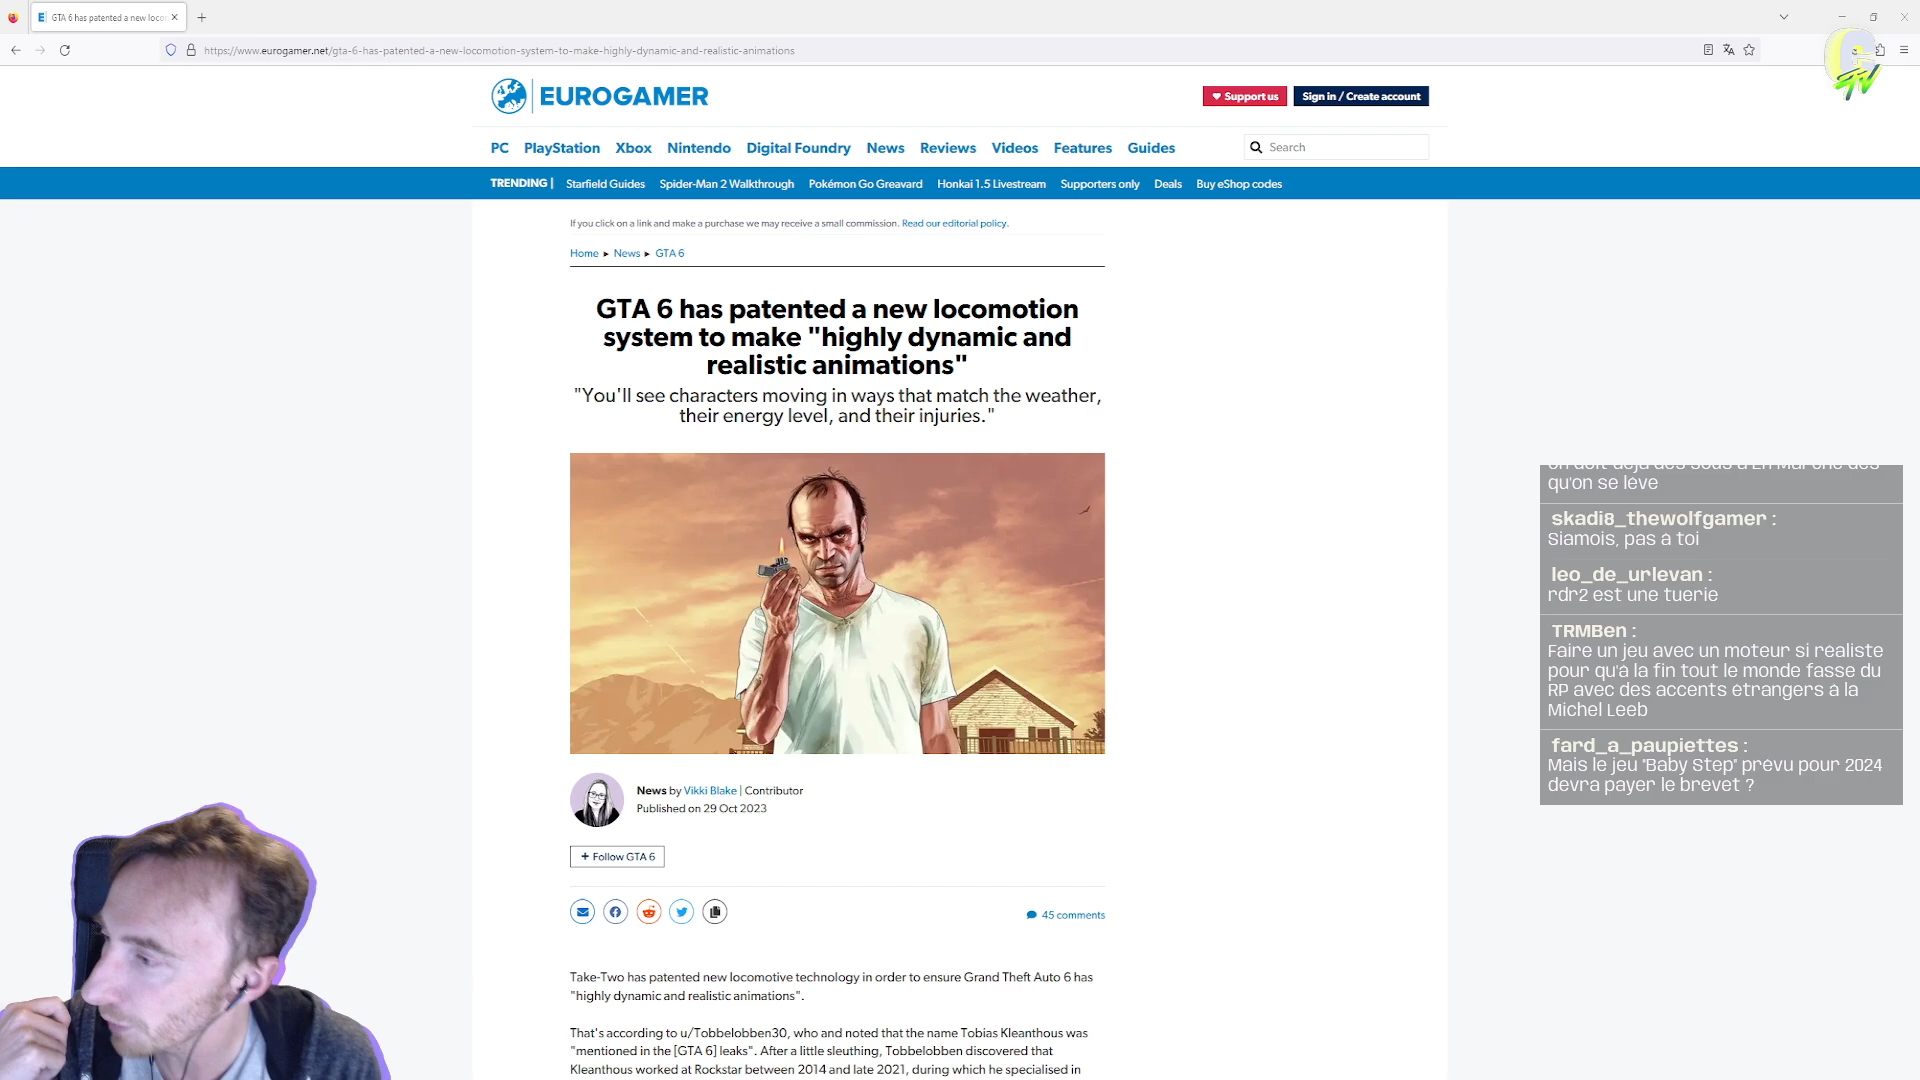 GTA 6 has patented a new loco
https://www.eurogamer.net/gta-6-has-patented-a-new-locomotion-system-to-make-highly-dynamic-and-realistic-animations
EUROGAMER
Support us
Sign in / Create account
PC PlayStation Xbox Nintendo Digital Foundry News Reviews Videos Features Guides
Search
TRENDING | Starfield Guides Spider-Man 2 Walkthrough Pokémon Go Greavard Honkai 1.5 Livestream Supporters only Deals Buy eShop codes
If you click on a link and make a purchase we may receive a small commission. Read our editorial policy.
Home ▸ News ▸ GTA 6
GTA 6 has patented a new locomotion
system to make "highly dynamic and
realistic animations"
"You'll see characters moving in ways that match the weather,
their energy level, and their injuries."
News by Vikki Blake | Contributor
Published on 29 Oct 2023
+ Follow GTA 6
45 comments
Take-Two has patented new locomotive technology in order to ensure Grand Theft Auto 6 has
"highly dynamic and realistic animations".
That's according to u/Tobbelobben30, who and noted that the name Tobias Kleanthous was
"mentioned in the [GTA 6] leaks". After a little sleuthing, Tobbelobben discovered that
Kleanthous worked at Rockstar between 2014 and late 2021, during which he specialised in
qu'on se lève
skadi8_thewolfgamer :
Siamois, pas à toi
leo_de_urlevan :
rdr2 est une tuerie
TRMBen :
Faire un jeu avec un moteur si réaliste
pour qu'à la fin tout le monde fasse du
RP avec des accents étrangers à la
Michel Leeb
fard_a_paupiettes :
Mais le jeu "Baby Step" prévu pour 2024
devra payer le brevet ?
TV